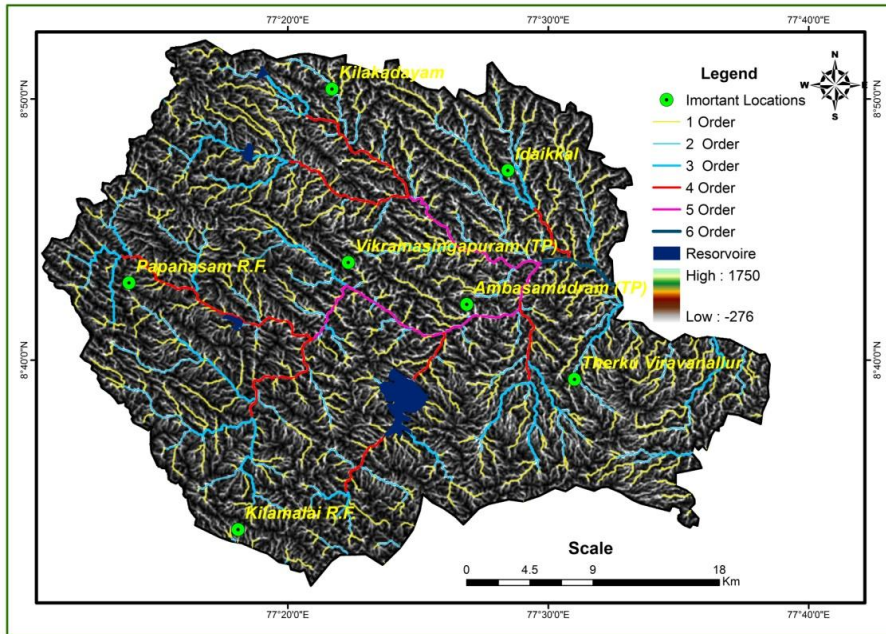 77°20'0"E
77°30'0"E
77°40'0"E
8°50'0"N
8°40'0"N
Kilakadayam
Idaikkal
Vikramasingapuram (TP)
Papanasam R.F.
Ambasamudram (TP)
Therku Viravanallur
Kilamalai R.F
N
W
E
S
Legend
Imortant Locations
1 Order
2 Order
3 Order
4 Order
5 Order
6 Order
Resorvoire
High : 1750
Low : -276
8°50'0"N
8°40'0"N
Scale
0 4.5 9 18
Km
77°20'0"E
77°30'0"E
77°40'0"E